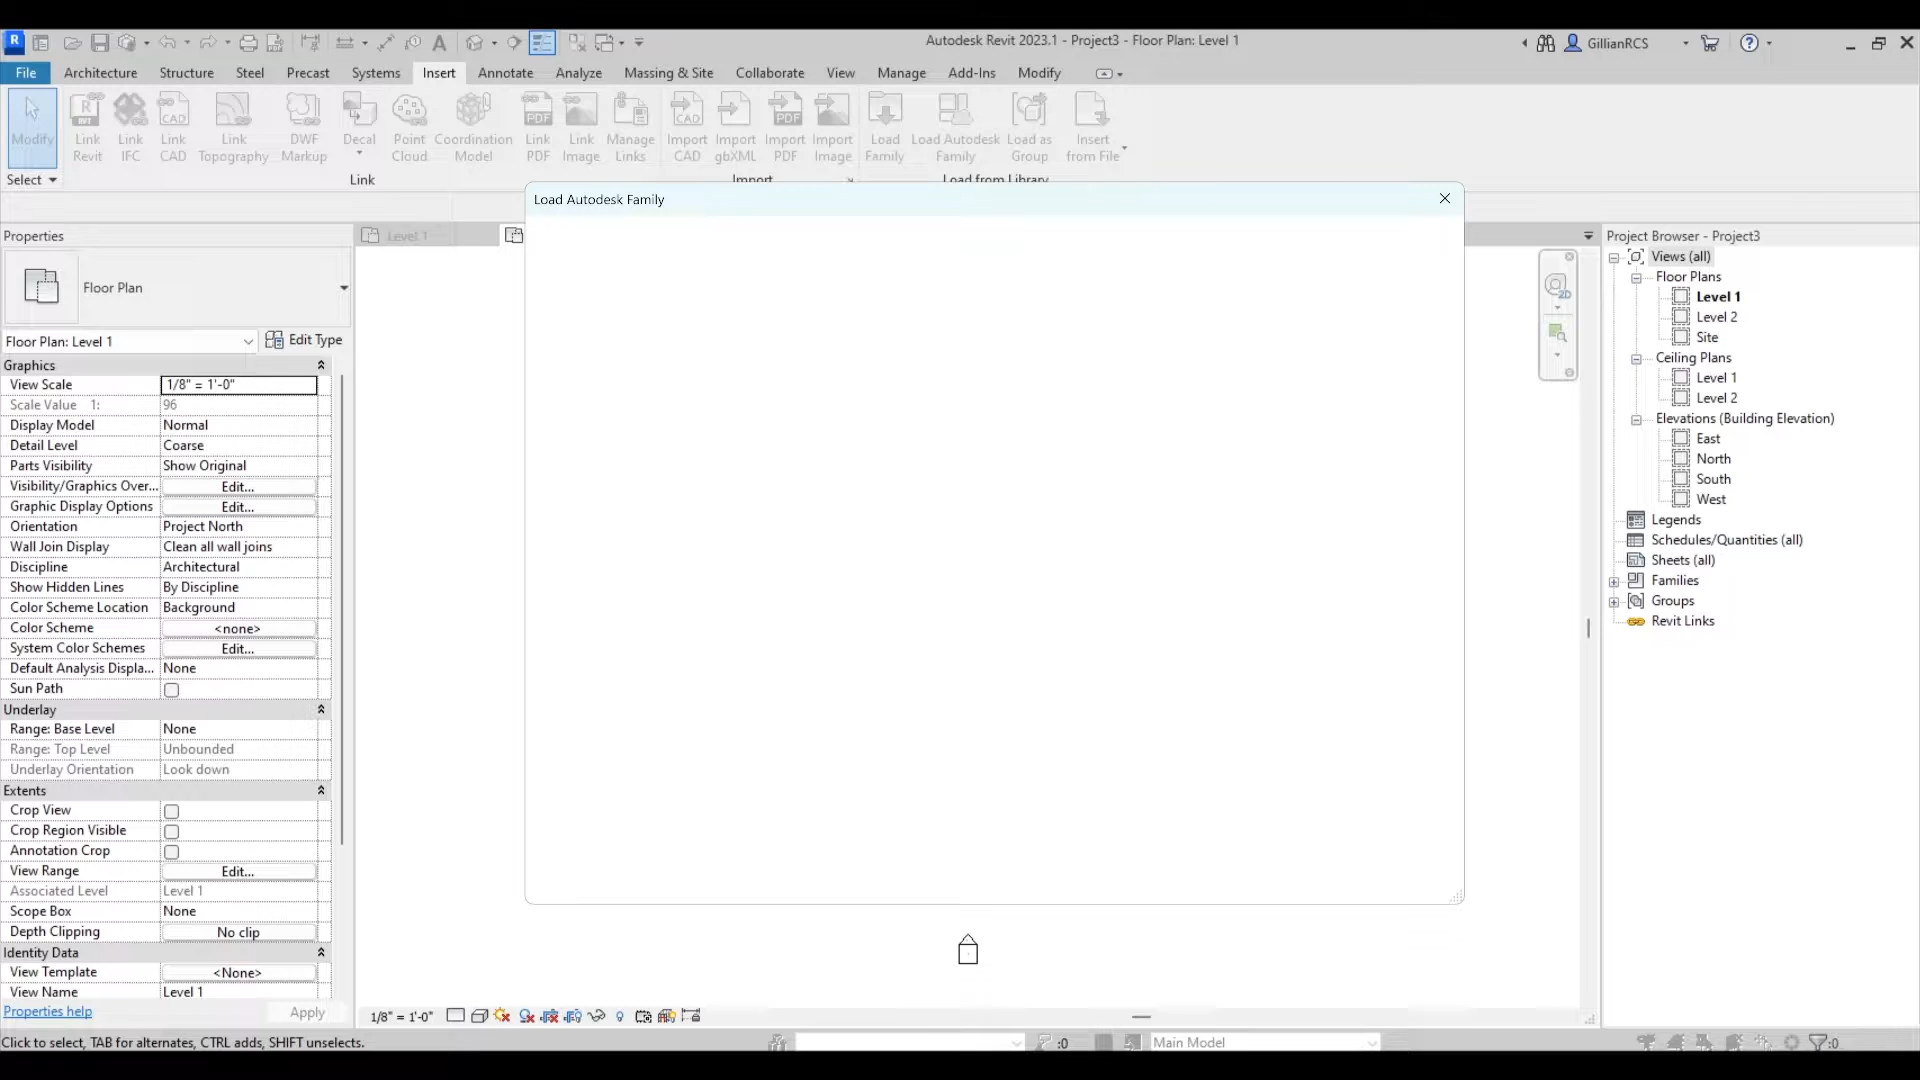 Autodesk Revit 2023.1 - Project3 - Floor Plan: Level 1
GillianRCS
File Architecture Structure Steel Precast Systems Insert Annotate Analyze Massing & Site Collaborate View Manage Add-Ins Modify
Modify
Link Revit
Link IFC
Link CAD
Link Topography
DWF Markup
Decal
Point Cloud
Coordination Model
Link PDF
Link Image
Manage Links
Import CAD
Import gbXML
Import PDF
Import Image
Load Family
Load Autodesk Family
Load as Group
Insert from File
Select
Link
Import
Load from Library
Load Autodesk Family
Properties
Floor Plan
Floor Plan: Level 1
Edit Type
Graphics
View Scale 1/8" = 1'-0"
Scale Value 1: 96
Display Model Normal
Detail Level Coarse
Parts Visibility Show Original
Visibility/Graphics Over... Edit...
Graphic Display Options Edit...
Orientation Project North
Wall Join Display Clean all wall joins
Discipline Architectural
Show Hidden Lines By Discipline
Color Scheme Location Background
Color Scheme <none>
System Color Schemes Edit...
Default Analysis Displa... None
Sun Path
Underlay
Range: Base Level None
Range: Top Level Unbounded
Underlay Orientation Look down
Extents
Crop View
Crop Region Visible
Annotation Crop
View Range Edit...
Associated Level Level 1
Scope Box None
Depth Clipping No clip
Identity Data
View Template <None>
View Name Level 1
Properties help
Apply
Level 1
2D
1/8" = 1'-0"
Project Browser - Project3
Views (all)
Floor Plans
Level 1
Level 2
Site
Ceiling Plans
Level 1
Level 2
Elevations (Building Elevation)
East
North
South
West
Legends
Schedules/Quantities (all)
Sheets (all)
Families
Groups
Revit Links
Click to select, TAB for alternates, CTRL adds, SHIFT unselects.
:0
Main Model
:0